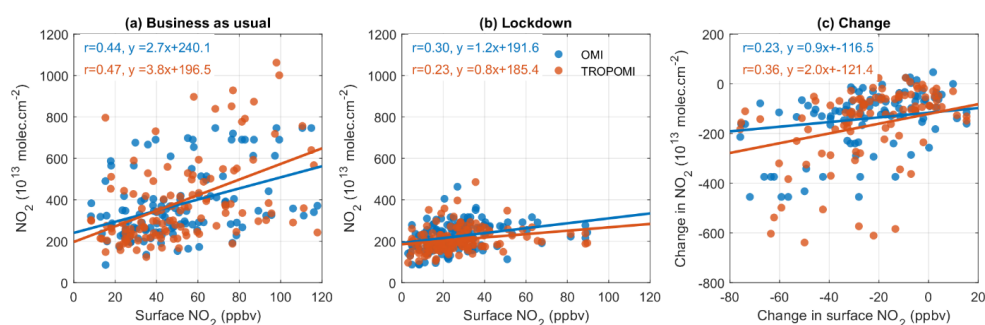 (a) Business as usual
r=0.44, y =2.7x+240.1
r=0.47, y =3.8x+196.5
NO2 (10^13 molec.cm^-2)
1200
1000
800
600
400
200
0
0 20 40 60 80 100 120
Surface NO2 (ppbv)
(b) Lockdown
r=0.30, y =1.2x+191.6
r=0.23, y =0.8x+185.4
OMI
TROPOMI
NO2 (10^13 molec.cm^-2)
1200
1000
800
600
400
200
0
0 20 40 60 80 100 120
Surface NO2 (ppbv)
(c) Change
r=0.23, y =0.9x+-116.5
r=0.36, y =2.0x+-121.4
Change in NO2 (10^13 molec.cm^-2)
200
0
-200
-400
-600
-800
-80 -60 -40 -20 0 20
Change in surface NO2 (ppbv)